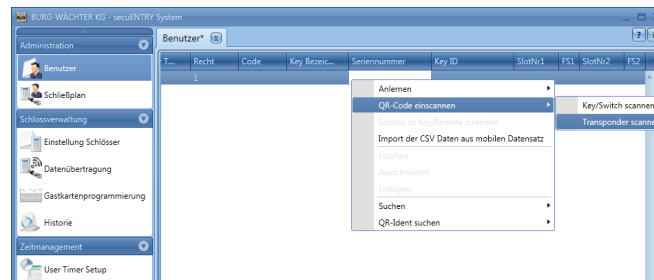 BURG-WÄCHTER KG - secuENTRY System
Administration
Benutzer
Schließplan
Schlossverwaltung
Einstellung Schlösser
Datenübertragung
Gastkartenprogrammierung
Historie
Zeitmanagement
User Timer Setup
Benutzer*
T... Recht Code Key Bezeic... Seriennummer Key ID SlotNr1 FS1 SlotNr2 FS2
1
Anlernen
QR-Code einscannen
Schloss zu Key/Remote zuweisen
Import der CSV Daten aus mobilen Datensatz
Löschen
Ausschneiden
Einfügen
Suchen
QR-Ident suchen
Key/Switch scannen
Transponder scanne